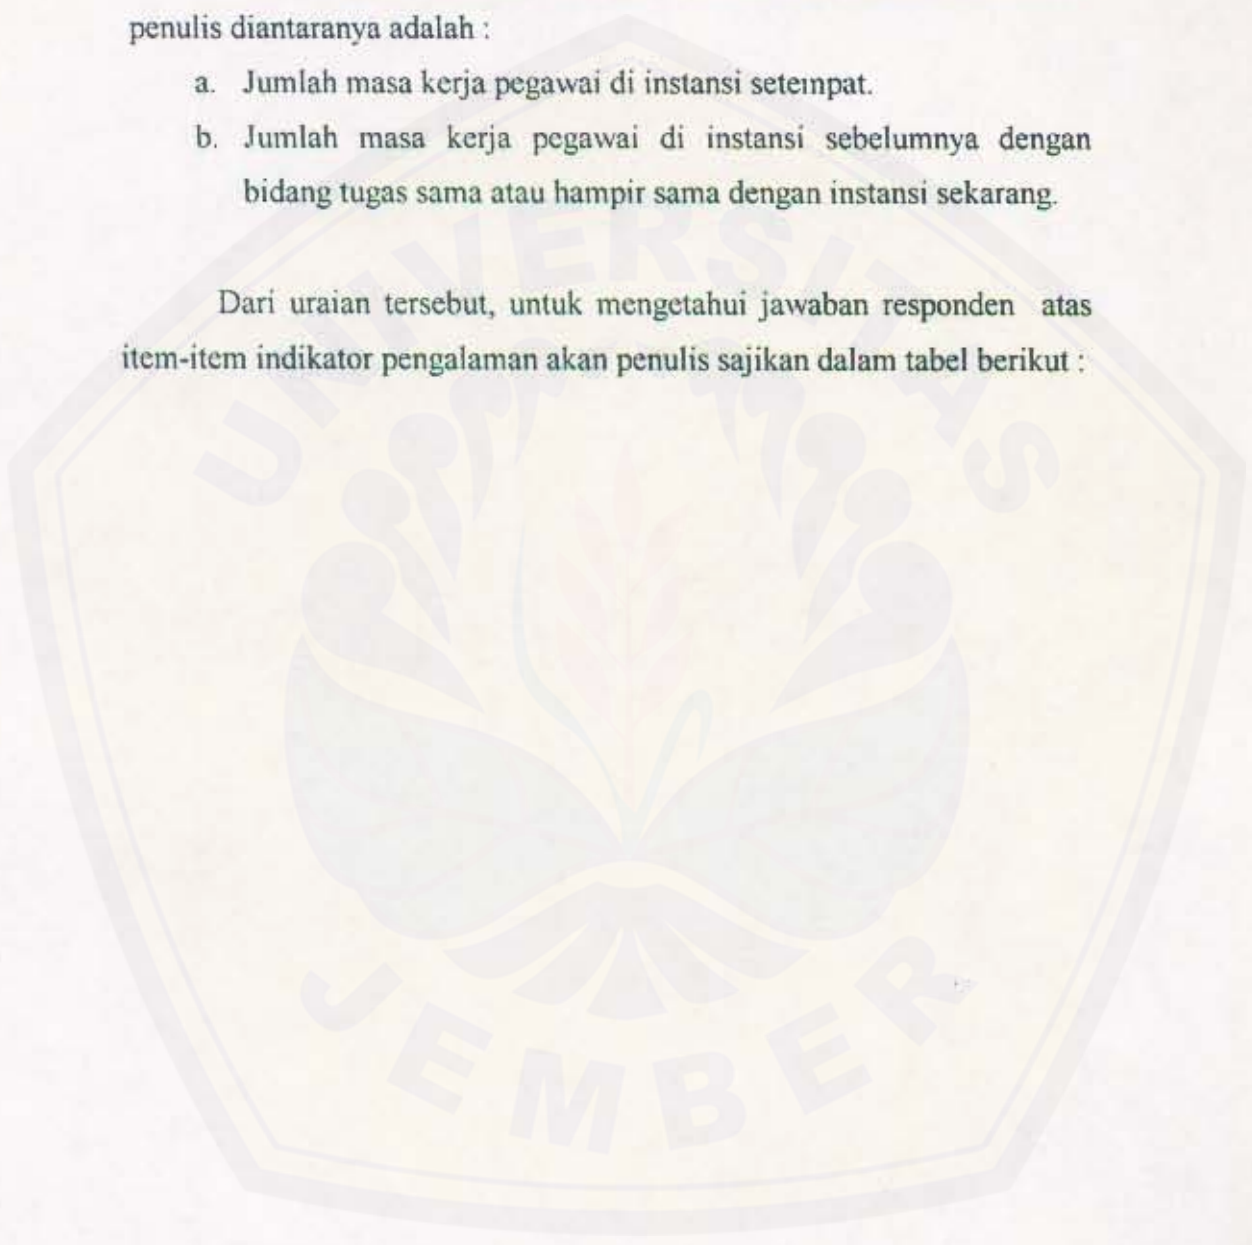 penulis diantaranya adalah :
a. Jumlah masa kerja pegawai di instansi setempat.
b. Jumlah masa kerja pegawai di instansi sebelumnya dengan
bidang tugas sama atau hampir sama dengan instansi sekarang.
Dari uraian tersebut, untuk mengetahui jawaban responden atas
item-item indikator pengalaman akan penulis sajikan dalam tabel berikut :
UNIVERSITAS
JEMBER